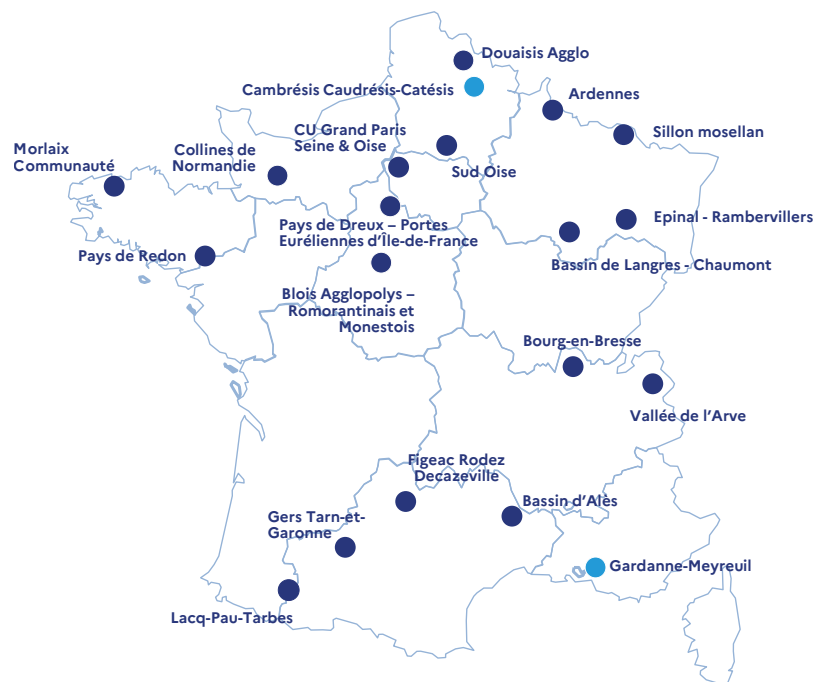 Douaisis Agglo
Cambrésis Caudrésis-Catésis
Ardennes
CU Grand Paris
Seine & Oise
Sillon mosellan
Morlaix
Communauté
Collines de
Normandie
Sud Oise
Pays de Dreux – Portes
Euréliennes d'Île-de-France
Epinal - Rambervillers
Pays de Redon
Bassin de Langres - Chaumont
Blois Agglopolys –
Romorantinais et
Monestois
Bourg-en-Bresse
Vallée de l'Arve
Figeac Rodez
Decazeville
Bassin d'Alès
Gers Tarn-et-
Garonne
Gardanne-Meyreuil
Lacq-Pau-Tarbes